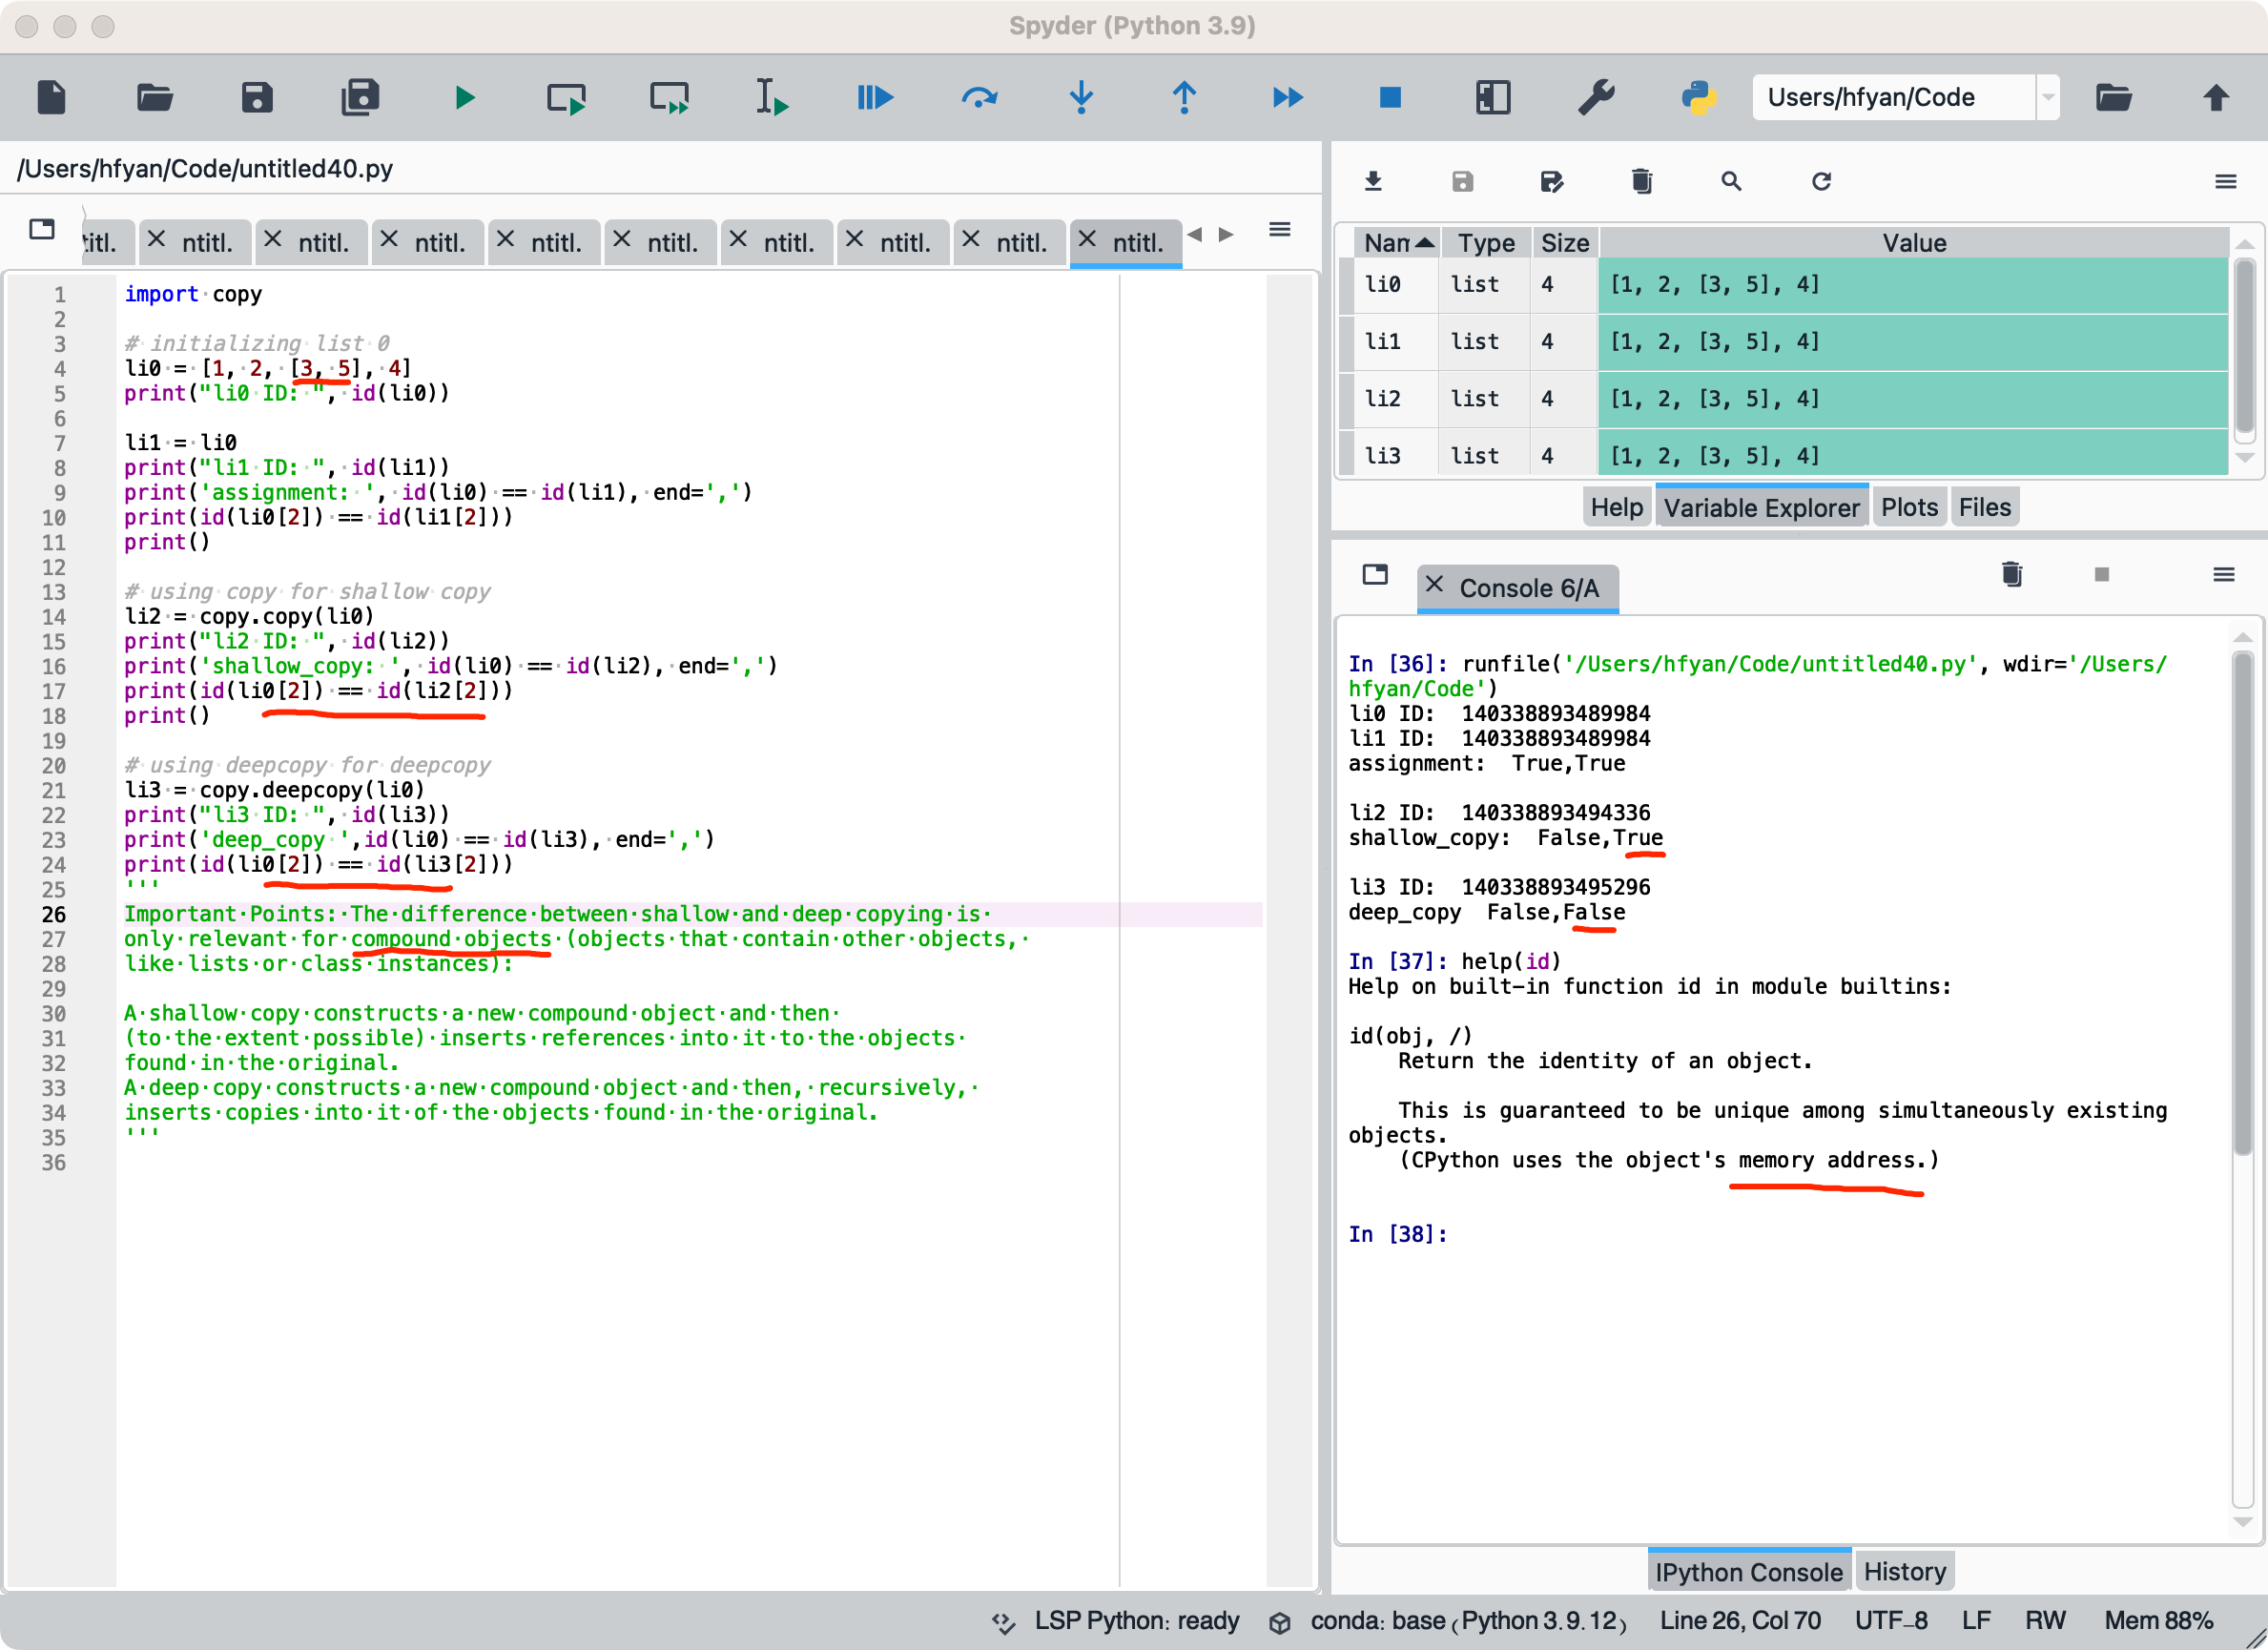 Spyder (Python 3.9)
Users/hfyan/Code
/Users/hfyan/Code/untitled40.py
titl.
ntitl.
ntitl.
ntitl.
ntitl.
ntitl.
ntitl.
ntitl.
ntitl.
ntitl.
1 import copy
2
3 # initializing list 0
4 li0 = [1, 2, [3, 5], 4]
5 print("li0 ID: ", id(li0))
6
7 li1 = li0
8 print("li1 ID: ", id(li1))
9 print('assignment: ', id(li0) == id(li1), end=',')
10 print(id(li0[2]) == id(li1[2]))
11 print()
12
13 # using copy for shallow copy
14 li2 = copy.copy(li0)
15 print("li2 ID: ", id(li2))
16 print('shallow_copy: ', id(li0) == id(li2), end=',')
17 print(id(li0[2]) == id(li2[2]))
18 print()
19
20 # using deepcopy for deepcopy
21 li3 = copy.deepcopy(li0)
22 print("li3 ID: ", id(li3))
23 print('deep_copy ',id(li0) == id(li3), end=',')
24 print(id(li0[2]) == id(li3[2]))
25 '''
26 Important Points: The difference between shallow and deep copying is
27 only relevant for compound objects (objects that contain other objects,
28 like lists or class instances):
29
30 A shallow copy constructs a new compound object and then
31 (to the extent possible) inserts references into it to the objects
32 found in the original.
33 A deep copy constructs a new compound object and then, recursively,
34 inserts copies into it of the objects found in the original.
35 '''
36
Nam Type Size Value
li0 list 4 [1, 2, [3, 5], 4]
li1 list 4 [1, 2, [3, 5], 4]
li2 list 4 [1, 2, [3, 5], 4]
li3 list 4 [1, 2, [3, 5], 4]
Help Variable Explorer Plots Files
Console 6/A
In [36]: runfile('/Users/hfyan/Code/untitled40.py', wdir='/Users/
hfyan/Code')
li0 ID:  140338893489984
li1 ID:  140338893489984
assignment:  True,True
li2 ID:  140338893494336
shallow_copy:  False,True
li3 ID:  140338893495296
deep_copy  False,False
In [37]: help(id)
Help on built-in function id in module builtins:
id(obj, /)
Return the identity of an object.
This is guaranteed to be unique among simultaneously existing
objects.
(CPython uses the object's memory address.)
In [38]:
IPython Console History
LSP Python: ready conda: base (Python 3.9.12) Line 26, Col 70 UTF-8 LF RW Mem 88%